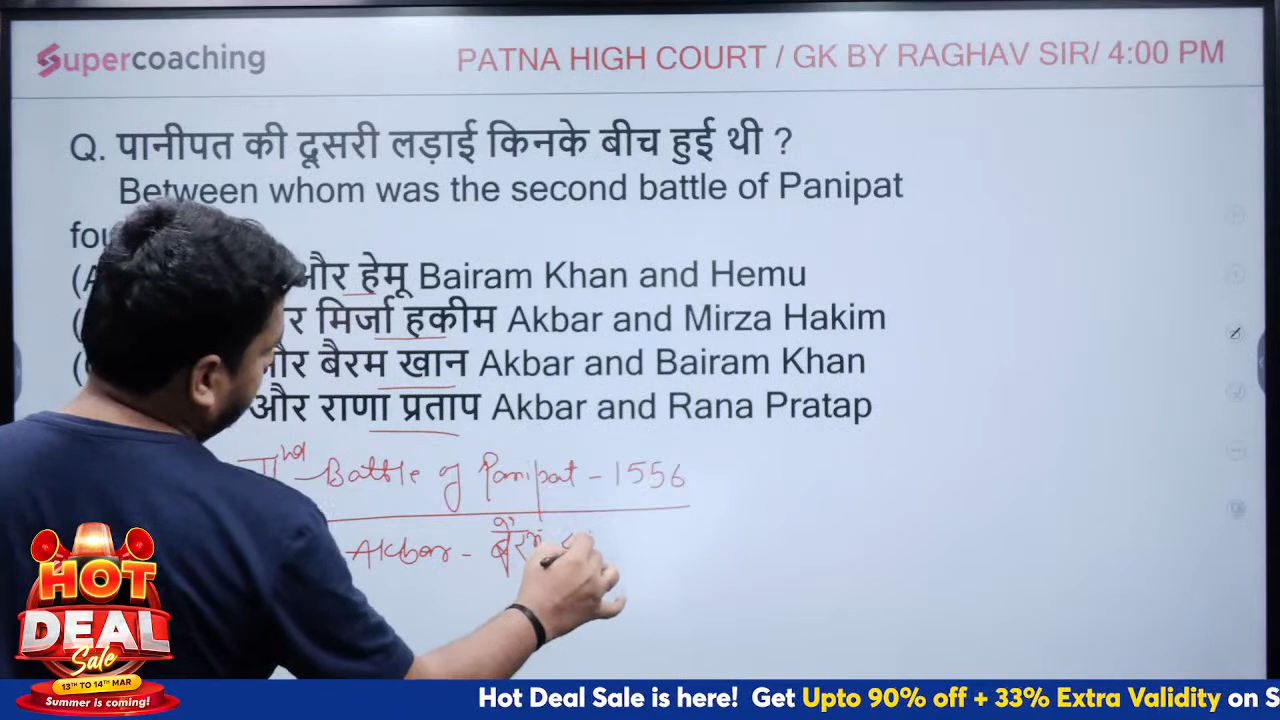 Supercoaching
PATNA HIGH COURT / GK BY RAGHAV SIR/ 4:00 PM
Q. पानीपत की दूसरी लड़ाई किनके बीच हुई थी ?
Between whom was the second battle of Panipat
और हेमू Bairam Khan and Hemu
मिर्जा हकीम Akbar and Mirza Hakim
और बैरम खान Akbar and Bairam Khan
और राणा प्रताप Akbar and Rana Pratap
IInd Battle of Panipat - 1556
Akbar -
HOT
DEAL
Sale
13TH TO 14TH MAR
Summer is coming!
Hot Deal Sale is here! Get Upto 90% off + 33% Extra Validity on S